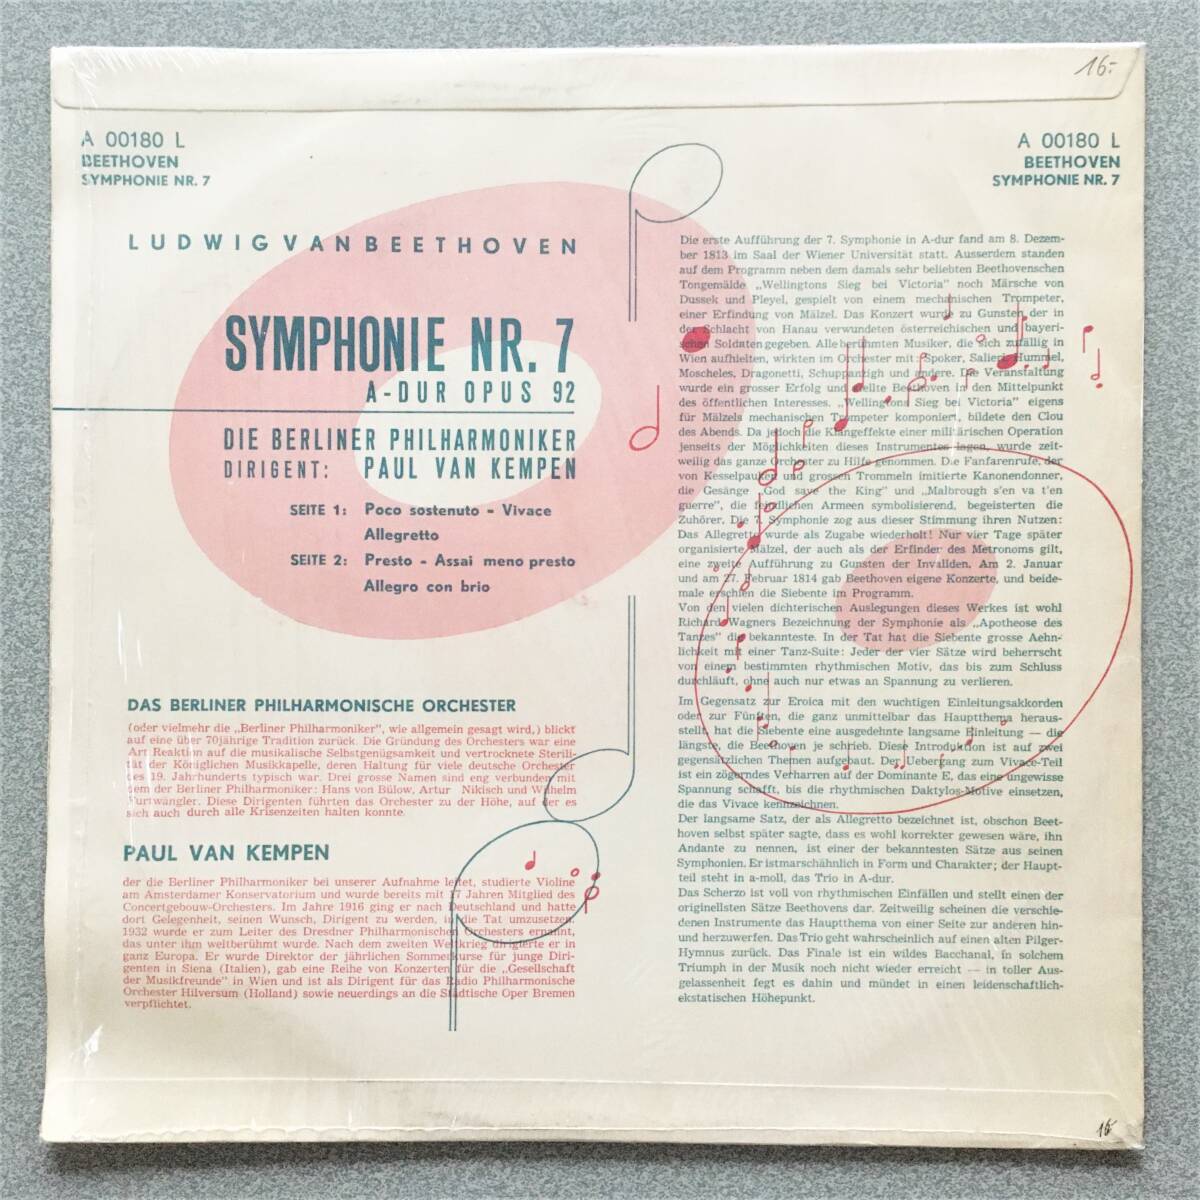 16.-
A 00180 L
BEETHOVEN
SYMPHONIE NR. 7
A 00180 L
BEETHOVEN
SYMPHONIE NR. 7
LUDWIG VAN BEETHOVEN
SYMPHONIE NR. 7
A-DUR OPUS 92
DIE BERLINER PHILHARMONIKER
DIRIGENT: PAUL VAN KEMPEN
SEITE 1: Poco sostenuto - Vivace
Allegretto
SEITE 2: Presto - Assai meno presto
Allegro con brio
DAS BERLINER PHILHARMONISCHE ORCHESTER
(oder vielmehr die „Berliner Philharmoniker", wie allgemein gesagt wird,) blickt
auf eine über 70jährige Tradition zurück. Die Gründung des Orchesters war eine
Art Reaktion auf die musikalische Selbstgenügsamkeit und vertrocknete Sterili-
tät der Königlichen Musikkapelle, deren Haltung für viele deutsche Orchester
des 19. Jahrhunderts typisch war. Drei grosse Namen sind eng verbunden mit
dem der Berliner Philharmoniker: Hans von Bülow, Artur Nikisch und Wilhelm
Furtwängler. Diese Dirigenten führten das Orchester zu der Höhe, auf der es
sich auch durch alle Krisenzeiten halten konnte.
PAUL VAN KEMPEN
der die Berliner Philharmoniker bei unserer Aufnahme leitet, studierte Violine
am Amsterdamer Konservatorium und wurde bereits mit 17 Jahren Mitglied des
Concertgebouw-Orchesters. Im Jahre 1916 ging er nach Deutschland und hatte
dort Gelegenheit, seinen Wunsch, Dirigent zu werden, in die Tat umzusetzen.
1932 wurde er zum Leiter des Dresdner Philharmonischen Orchesters ernannt,
das unter ihm weltberühmt wurde. Nach dem zweiten Weltkrieg dirigierte er in
ganz Europa. Er wurde Direktor der jährlichen Sommerkurse für junge Diri-
genten in Siena (Italien), gab eine Reihe von Konzerten für die „Gesellschaft
der Musikfreunde" in Wien und ist als Dirigent für das Radio Philharmonische
Orchester Hilversum (Holland) sowie neuerdings an die Städtische Oper Bremen
verpflichtet.
Die erste Aufführung der 7. Symphonie in A-dur fand am 8. Dezem-
ber 1813 im Saal der Wiener Universität statt. Ausserdem standen
auf dem Programm neben dem damals sehr beliebten Beethovenschen
Tongemälde „Wellingtons Sieg bei Victoria" noch Märsche von
Dussek und Pleyel, gespielt von einem mechanischen Trompeter,
einer Erfindung von Mälzel. Das Konzert wurde zu Gunsten der in
der Schlacht von Hanau verwundeten österreichischen und bayeri-
schen Soldaten gegeben. Alle berühmten Musiker, die sich zufällig in
Wien aufhielten, wirkten im Orchester mit: Spoker, Salieri, Hummel,
Moscheles, Dragonetti, Schuppanzigh und andere. Die Veranstaltung
wurde ein grosser Erfolg und stellte Beethoven in den Mittelpunkt
des öffentlichen Interesses. „Wellingtons Sieg bei Victoria" eigens
für Mälzels mechanischen Trompeter komponiert, bildete den Clou
des Abends. Da jedoch die Klangeffekte einer militärischen Operation
jenseits der Möglichkeiten dieses Instrumentes lagen, wurde zeit-
weilig das ganze Orchester zu Hilfe genommen. Die Fanfarenrufe, der
von Kesselpauken und grossen Trommeln imitierte Kanonendonner,
die Gesänge „God save the King" und „Malbrough s'en va t'en
guerre", die feindlichen Armeen symbolisierend, begeisterten die
Zuhörer. Die 7. Symphonie zog aus dieser Stimmung ihren Nutzen:
Das Allegretto wurde als Zugabe wiederholt! Nur vier Tage später
organisierte Mälzel, der auch als der Erfinder des Metronoms gilt,
eine zweite Aufführung zu Gunsten der Invaliden. Am 2. Januar
und am 27. Februar 1814 gab Beethoven eigene Konzerte, und beide-
male erschien die Siebente im Programm.
Von den vielen dichterischen Auslegungen dieses Werkes ist wohl
Richard Wagners Bezeichnung der Symphonie als „Apotheose des
Tanzes" die bekannteste. In der Tat hat die Siebente grosse Aehn-
lichkeit mit einer Tanz-Suite: Jeder der vier Sätze wird beherrscht
von einem bestimmten rhythmischen Motiv, das bis zum Schluss
durchläuft, ohne auch nur etwas an Spannung zu verlieren.
Im Gegensatz zur Eroica mit den wuchtigen Einleitungsakkorden
oder zur Fünften, die ganz unmittelbar das Hauptthema heraus-
stellt, hat die Siebente eine ausgedehnte langsame Einleitung — die
längste, die Beethoven je schrieb. Diese Introduktion ist auf zwei
gegensätzlichen Themen aufgebaut. Der Uebergang zum Vivace-Teil
ist ein zögerndes Verharren auf der Dominante E, das eine ungewisse
Spannung schafft, bis die rhythmischen Daktylos-Motive einsetzen,
die das Vivace kennzeichnen.
Der langsame Satz, der als Allegretto bezeichnet ist, obschon Beet-
hoven selbst später sagte, dass es wohl korrekter gewesen wäre, ihn
Andante zu nennen, ist einer der bekanntesten Sätze aus seinen
Symphonien. Er ist marschähnlich in Form und Charakter; der Haupt-
teil steht in a-moll, das Trio in A-dur.
Das Scherzo ist voll von rhythmischen Einfällen und stellt einen der
originellsten Sätze Beethovens dar. Zeitweilig scheinen die verschie-
denen Instrumente das Hauptthema von einer Seite zur anderen hin-
und herzuwerfen. Das Trio geht wahrscheinlich auf einen alten Pilger-
Hymnus zurück. Das Finale ist ein wildes Bacchanal, in solchem
Triumph in der Musik noch nicht wieder erreicht — in toller Aus-
gelassenheit fegt es dahin und mündet in einen leidenschaftlich-
ekstatischen Höhepunkt.